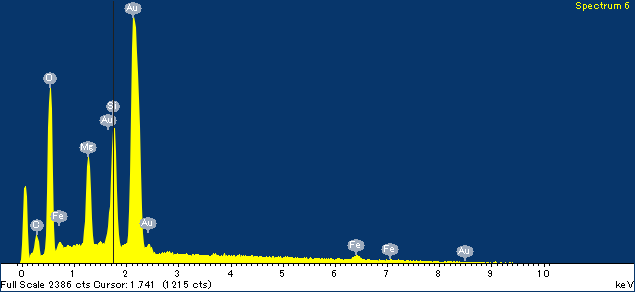 Spectrum 6
Au
O
Si
Au
Mg
Fe
Au
Fe
Fe
Au
0 1 2 3 4 5 6 7 8 9 10
Full Scale 2386 cts Cursor: 1.741 (1215 cts) keV